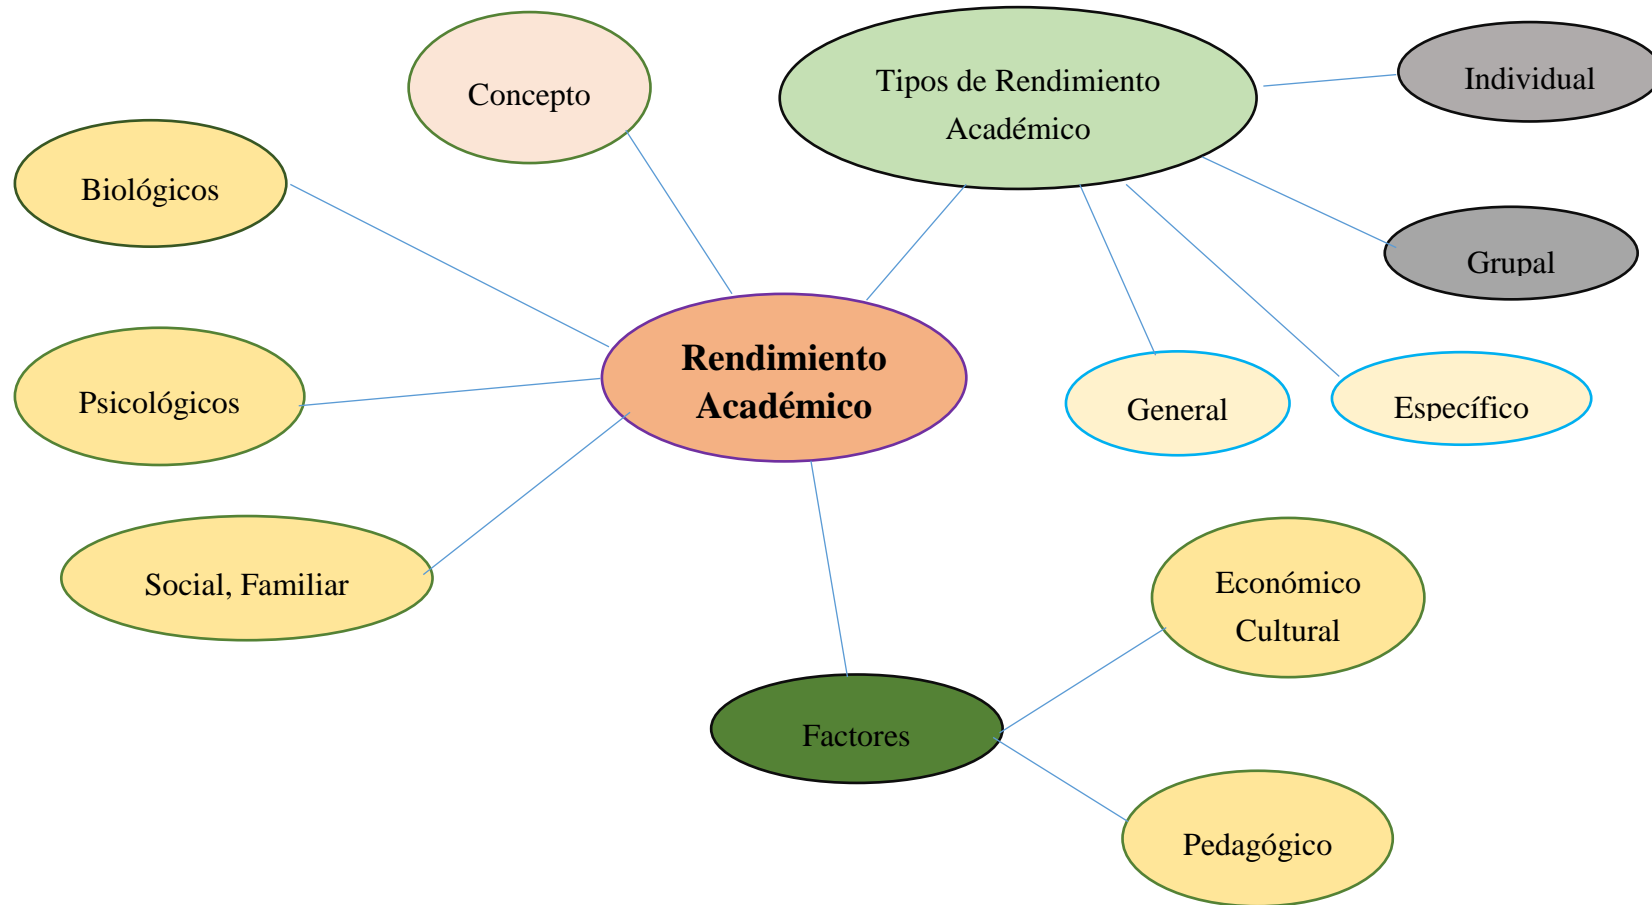 Concepto
Tipos de Rendimiento
Académico
Individual
Biológicos
Grupal
Rendimiento
Académico
Psicológicos
General
Específico
Social, Familiar
Económico
Cultural
Factores
Pedagógico